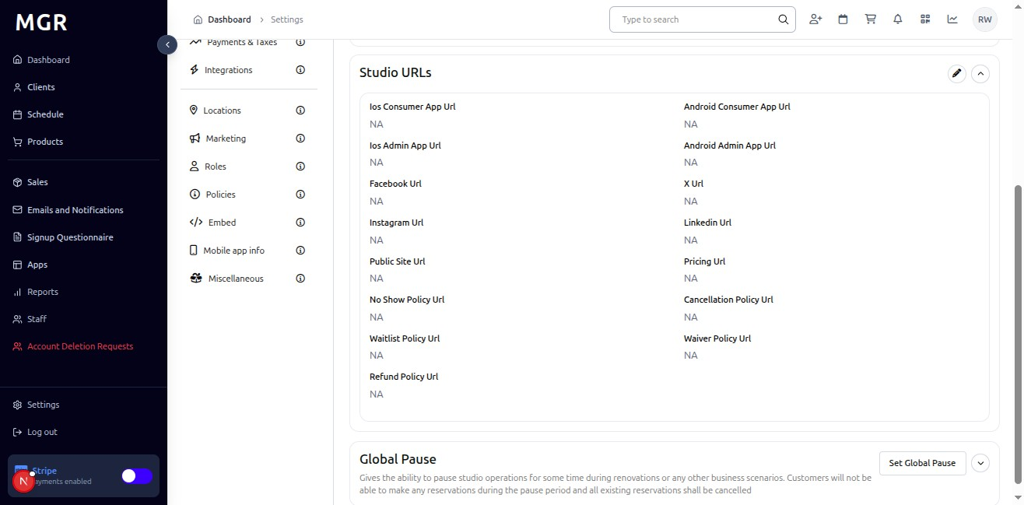 MGR
Dashboard
Clients
Schedule
Products
Sales
Emails and Notifications
Signup Questionnaire
Apps
Reports
Staff
Account Deletion Requests
Settings
Log out
Stripe
ayments enabled
N
Dashboard > Settings
Type to search
RW
Payments & Taxes
Integrations
Locations
Marketing
Roles
Policies
Embed
Mobile app info
Miscellaneous
Studio URLs
Ios Consumer App Url
NA
Android Consumer App Url
NA
Ios Admin App Url
NA
Android Admin App Url
NA
Facebook Url
NA
X Url
NA
Instagram Url
NA
Linkedin Url
NA
Public Site Url
NA
Pricing Url
NA
No Show Policy Url
NA
Cancellation Policy Url
NA
Waitlist Policy Url
NA
Waiver Policy Url
NA
Refund Policy Url
NA
Global Pause
Gives the ability to pause studio operations for some time during renovations or any other business scenarios. Customers will not be
able to make any reservations during the pause period and all existing reservations shall be cancelled
Set Global Pause